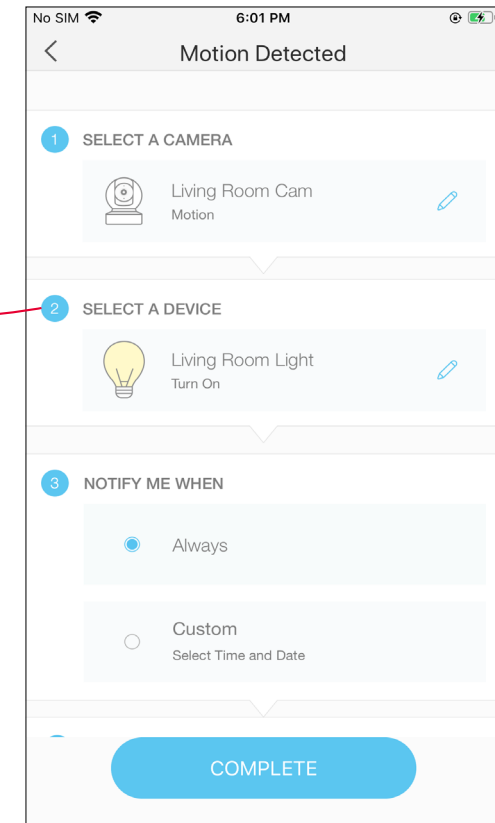 No SIM 6:01 PM
Motion Detected
1 SELECT A CAMERA
Living Room Cam
Motion
2 SELECT A DEVICE
Living Room Light
Turn On
3 NOTIFY ME WHEN
Always
Custom
Select Time and Date
COMPLETE